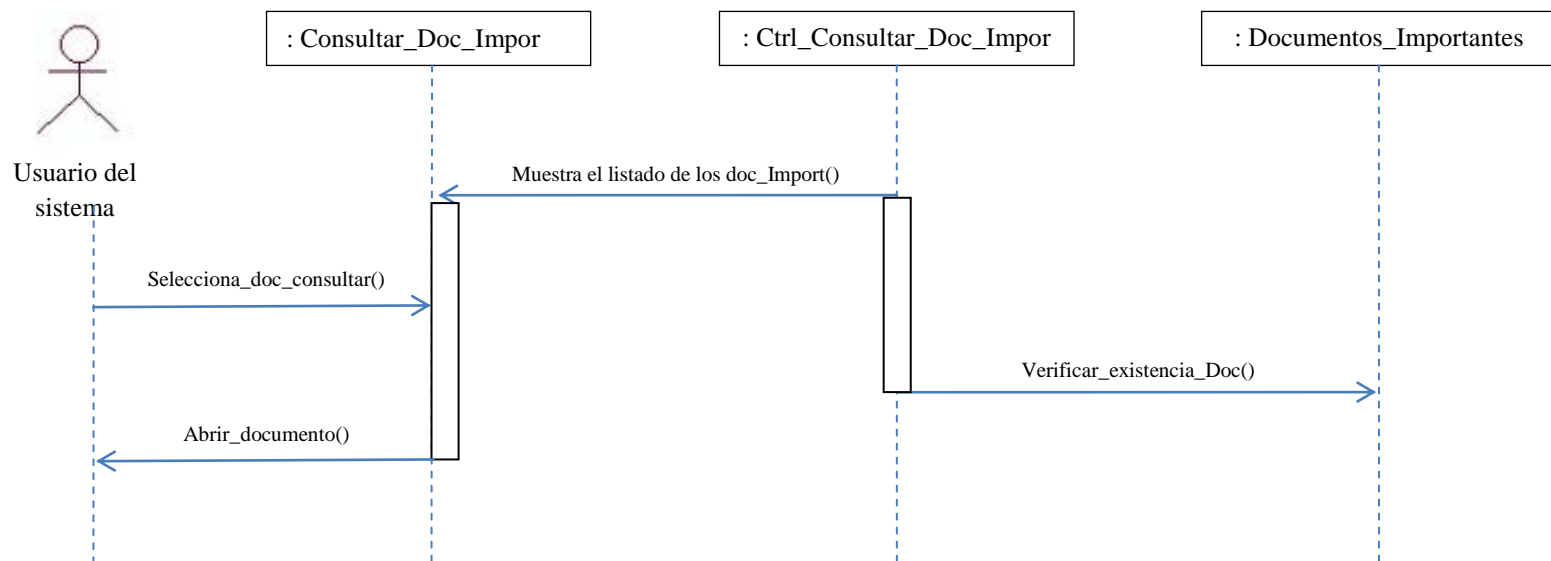 : Consultar_Doc_Impor
: Ctrl_Consultar_Doc_Impor
: Documentos_Importantes
Usuario del
sistema
Muestra el listado de los doc_Import()
Selecciona_doc_consultar()
Verificar_existencia_Doc()
Abrir_documento()